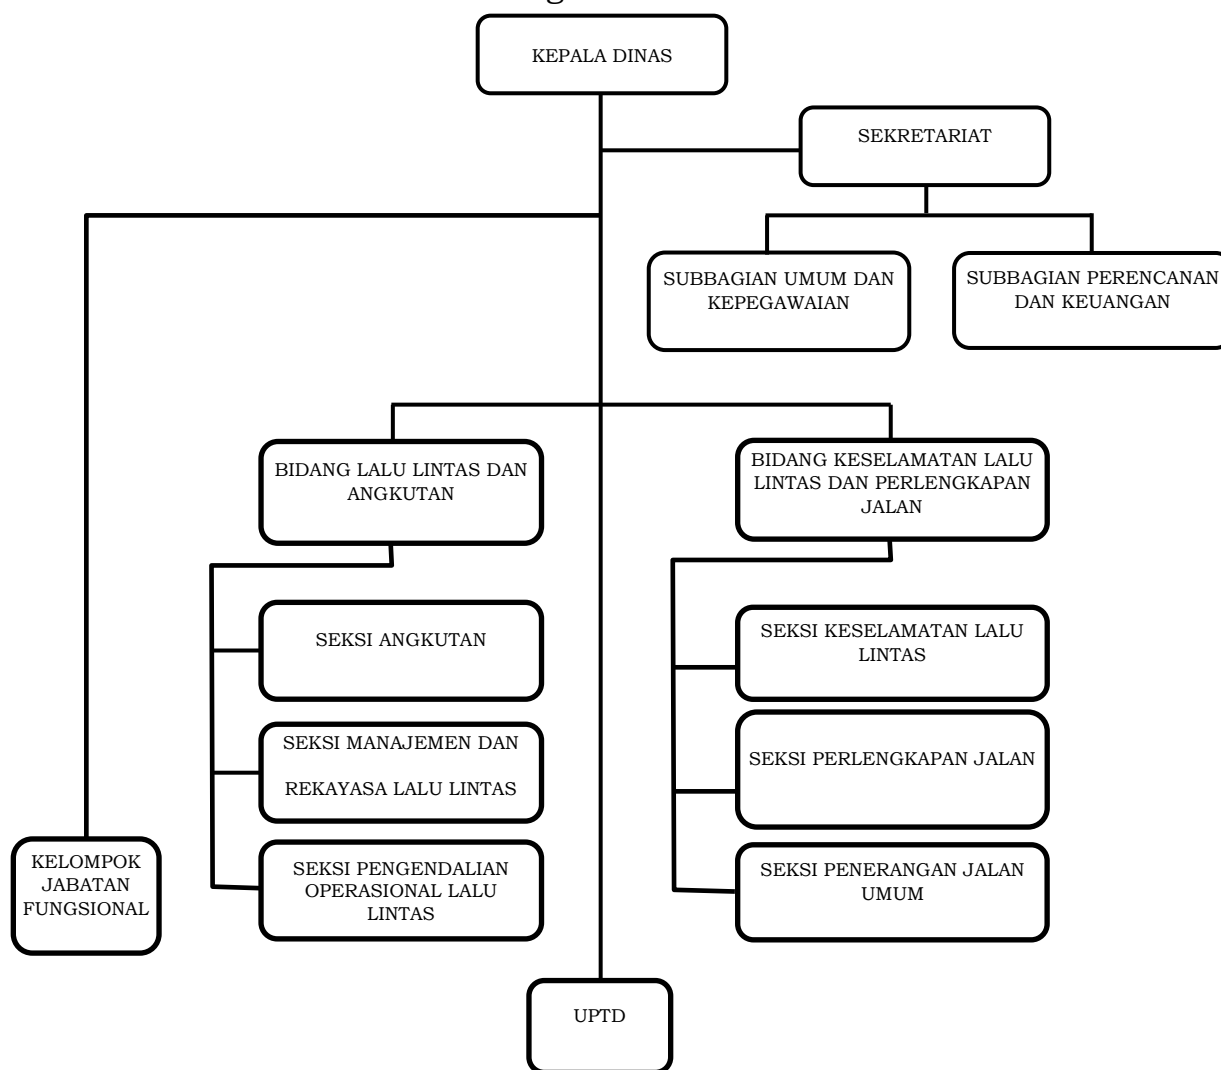 KEPALA DINAS
SEKRETARIAT
SUBBAGIAN UMUM DAN
KEPEGAWAIAN
SUBBAGIAN PERENCANAN
DAN KEUANGAN
BIDANG LALU LINTAS DAN
ANGKUTAN
BIDANG KESELAMATAN LALU
LINTAS DAN PERLENGKAPAN
JALAN
SEKSI ANGKUTAN
SEKSI KESELAMATAN LALU
LINTAS
SEKSI MANAJEMEN DAN
REKAYASA LALU LINTAS
SEKSI PERLENGKAPAN JALAN
KELOMPOK
JABATAN
FUNGSIONAL
SEKSI PENGENDALIAN
OPERASIONAL LALU
LINTAS
SEKSI PENERANGAN JALAN
UMUM
UPTD